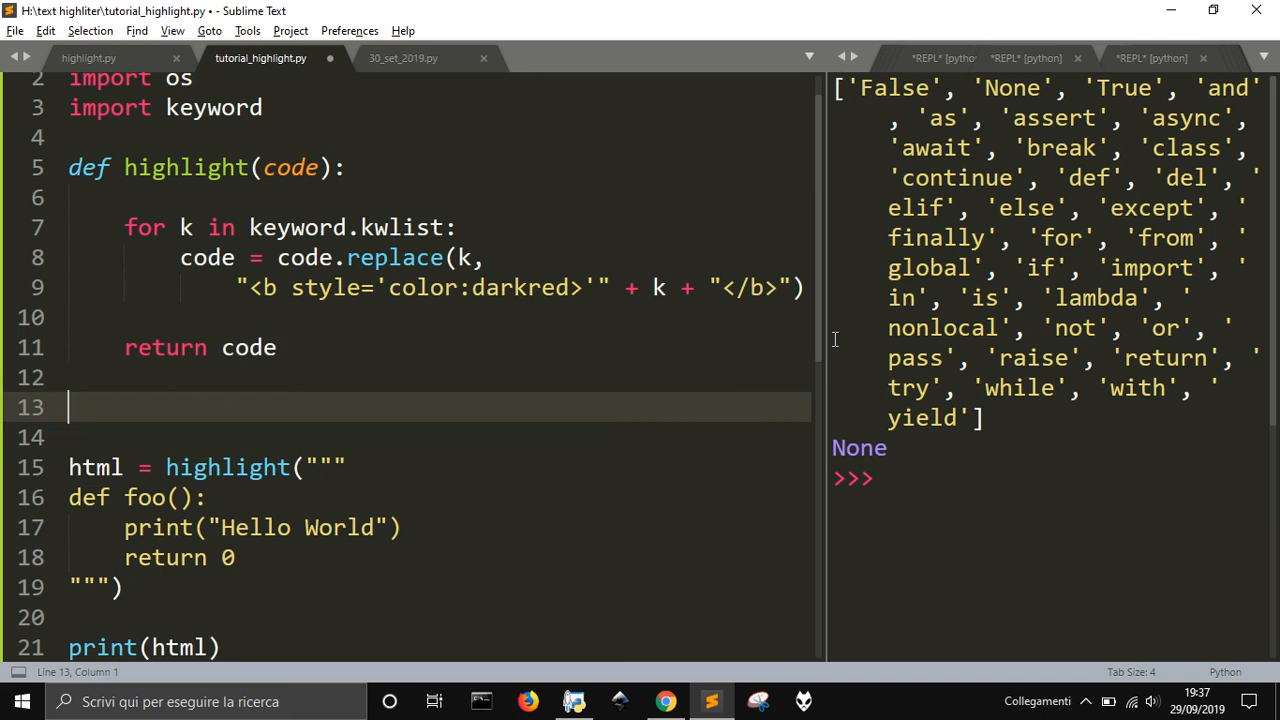 H:\text highliter\tutorial_highlight.py • - Sublime Text
File Edit Selection Find View Goto Tools Project Preferences Help
highlight.py tutorial_highlight.py 30_set_2019.py
*REPL* [pytho *REPL* [python] *REPL* [python]
2 import os
3 import keyword
4
5 def highlight(code):
6
7 for k in keyword.kwlist:
8 code = code.replace(k,
9 "<b style='color:darkred>'" + k + "</b>")
10
11 return code
12
13
14
15 html = highlight("""
16 def foo():
17 print("Hello World")
18 return 0
19 """)
20
21 print(html)
['False', 'None', 'True', 'and'
, 'as', 'assert', 'async',
'await', 'break', 'class',
'continue', 'def', 'del', '
elif', 'else', 'except', '
finally', 'for', 'from', '
global', 'if', 'import', '
in', 'is', 'lambda', '
nonlocal', 'not', 'or', '
pass', 'raise', 'return', '
try', 'while', 'with', '
yield']
None
>>>
Line 13, Column 1 Tab Size: 4 Python
Scrivi qui per eseguire la ricerca
Collegamenti
19:37
29/09/2019